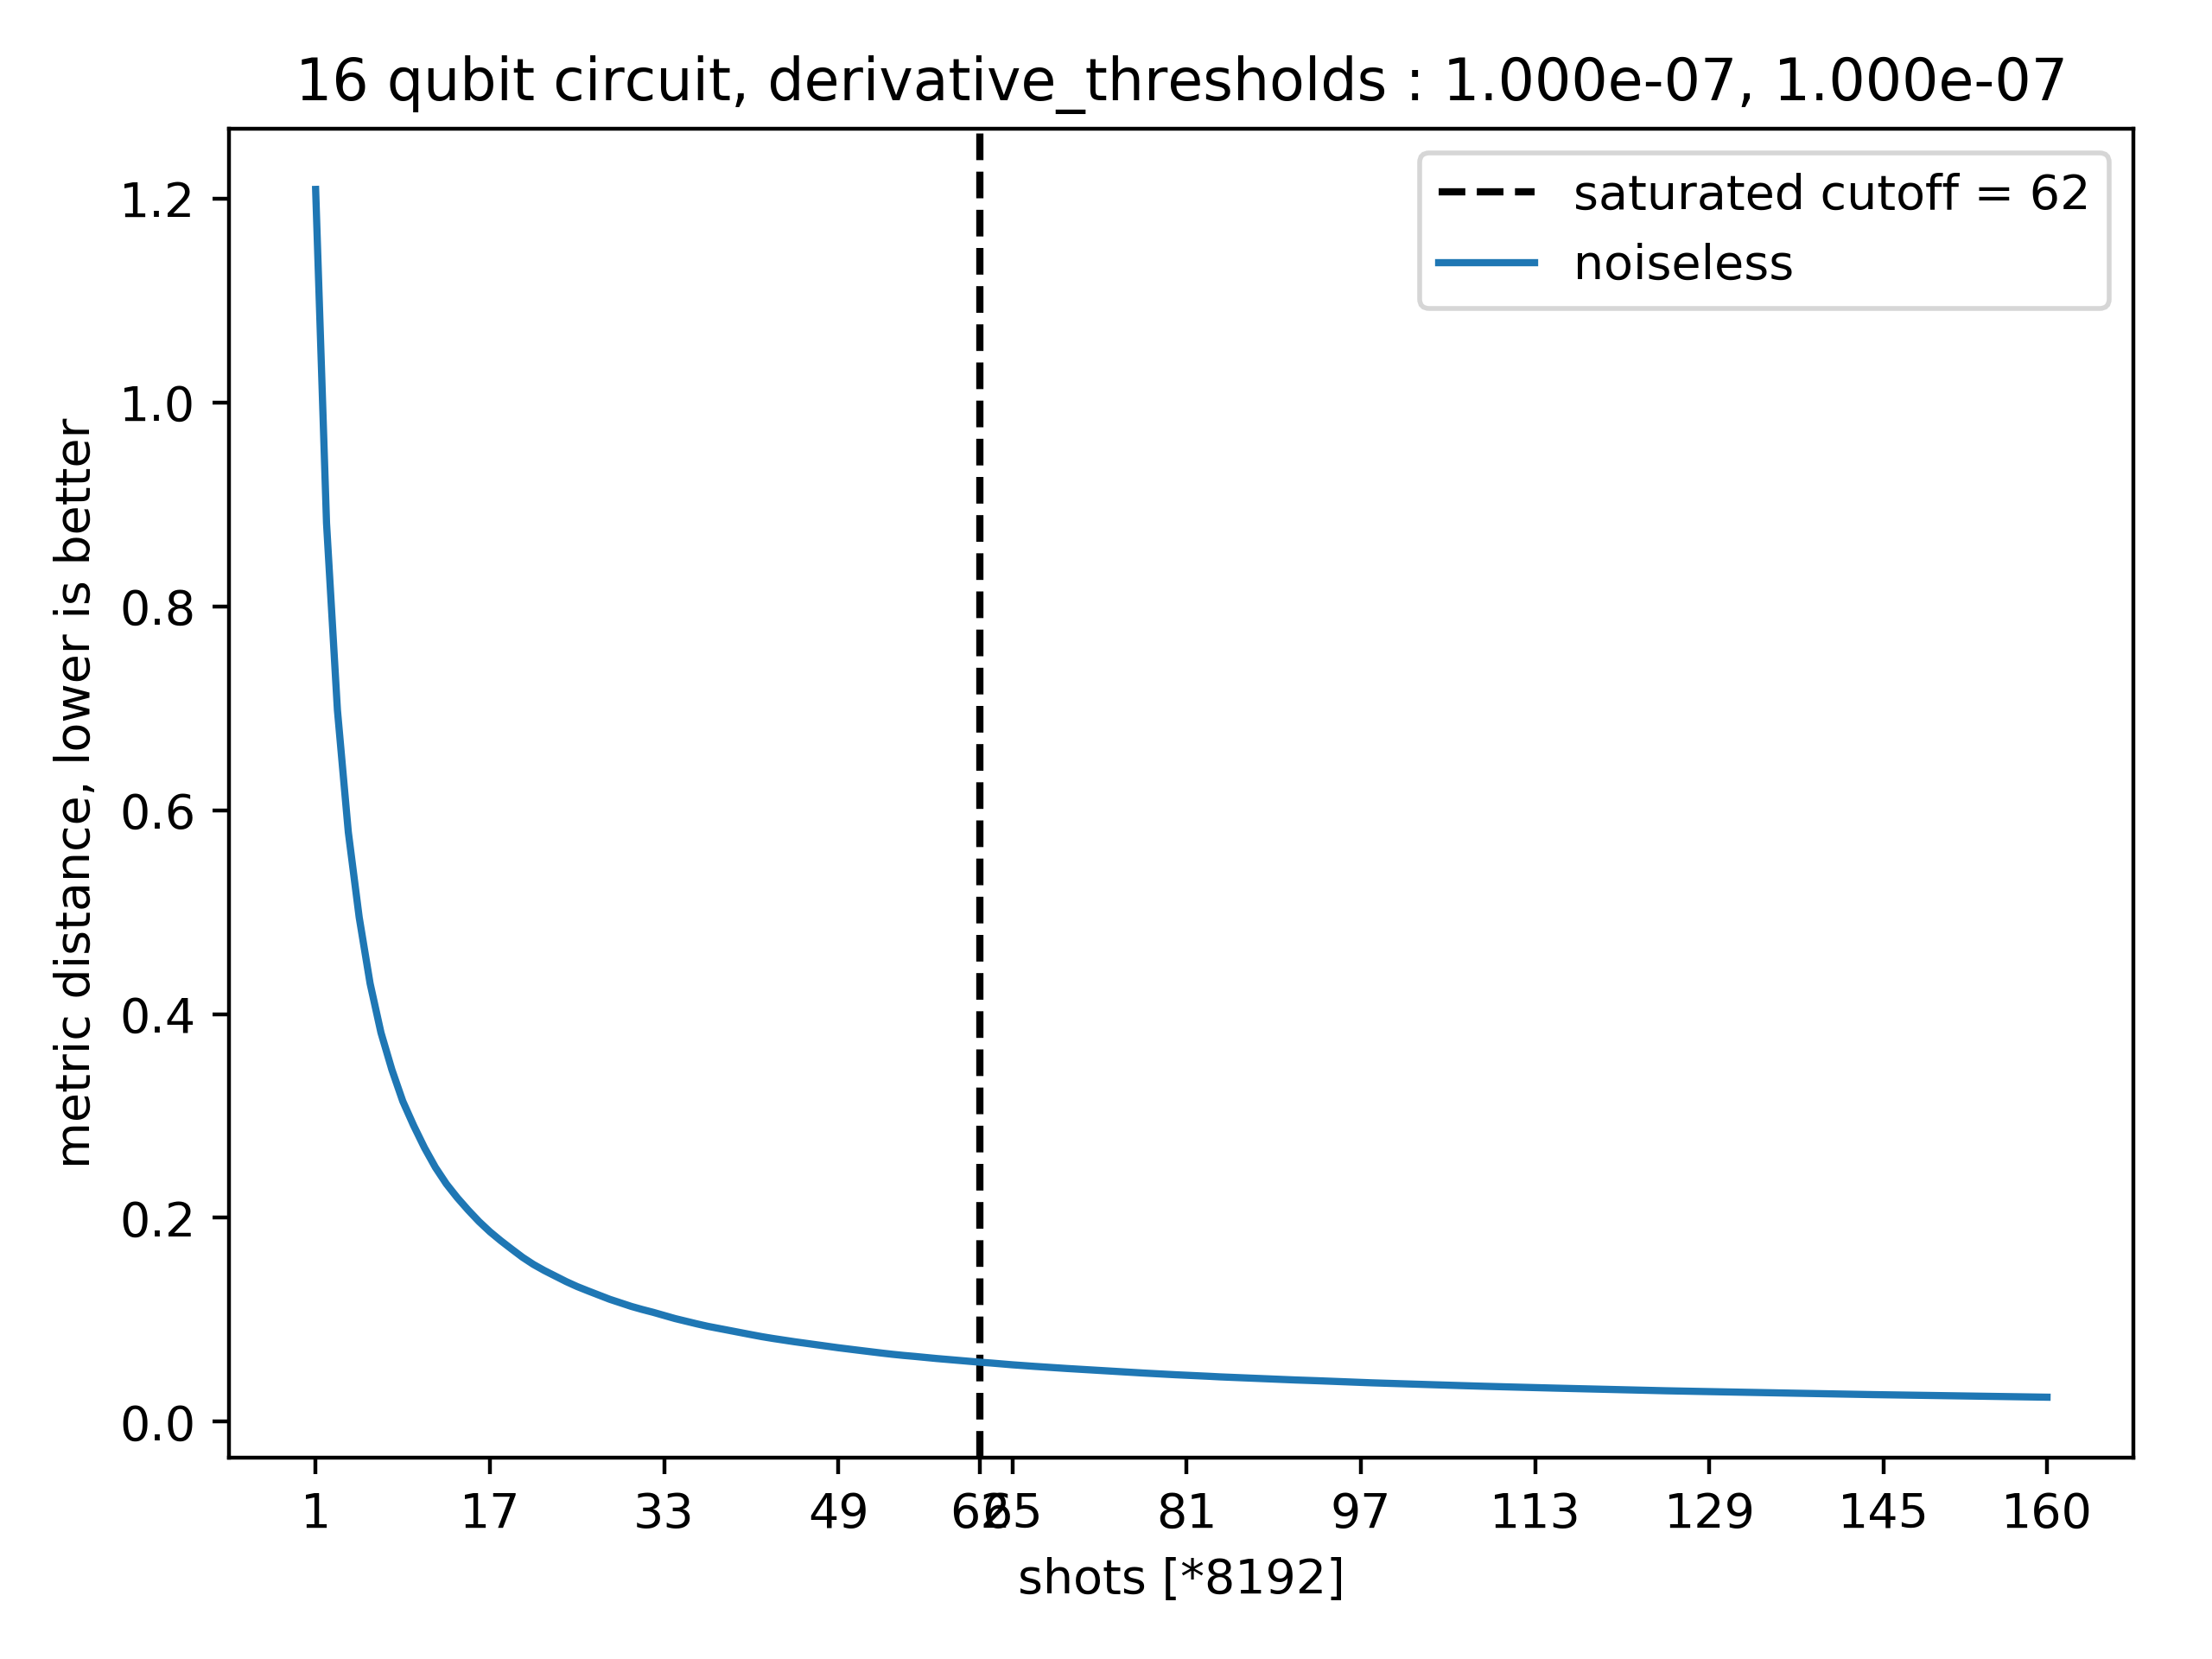 16 qubit circuit, derivative_thresholds : 1.000e-07, 1.000e-07
saturated cutoff = 62
noiseless
metric distance, lower is better
1.2
1.0
0.8
0.6
0.4
0.2
0.0
1 17 33 49 62 65 81 97 113 129 145 160
shots [*8192]